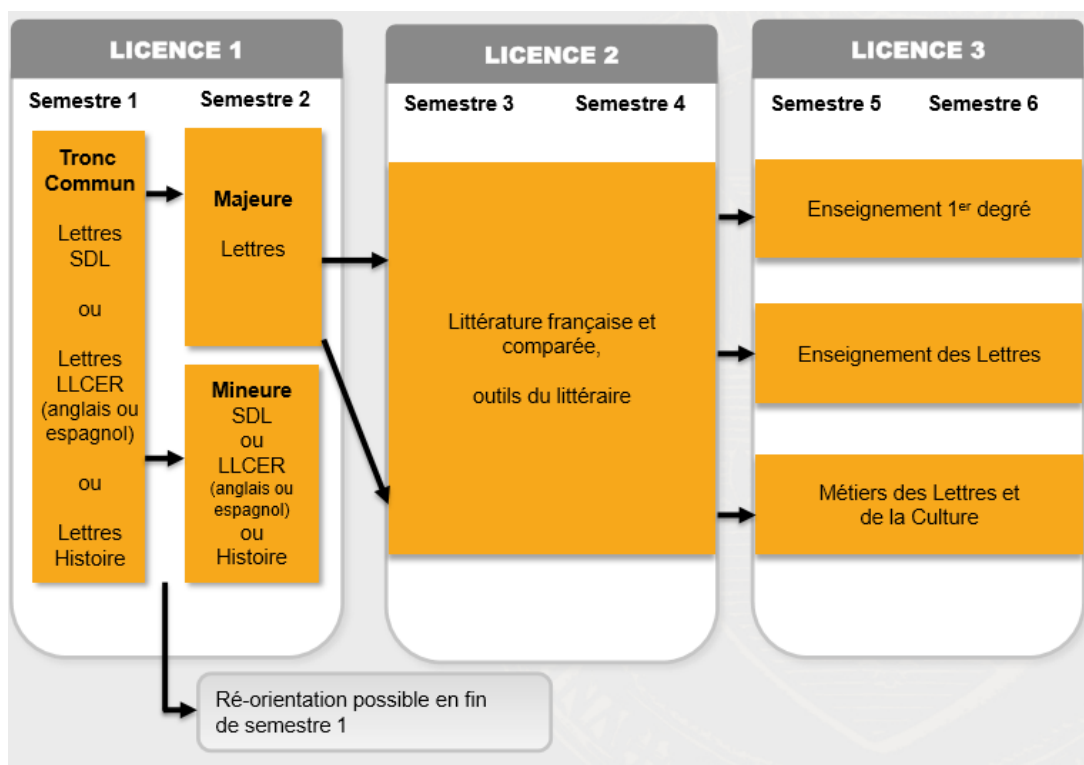 LICENCE 1
Semestre 1
Semestre 2
Tronc
Commun
Lettres
SDL
ou
Lettres
LLCER
(anglais ou
espagnol)
ou
Lettres
Histoire
Majeure
Lettres
Mineure
SDL
ou
LLCER
(anglais ou
espagnol)
ou
Histoire
Ré-orientation possible en fin
de semestre 1
LICENCE 2
Semestre 3
Semestre 4
Littérature française et
comparée,
outils du littéraire
LICENCE 3
Semestre 5
Semestre 6
Enseignement 1er degré
Enseignement des Lettres
Métiers des Lettres et
de la Culture